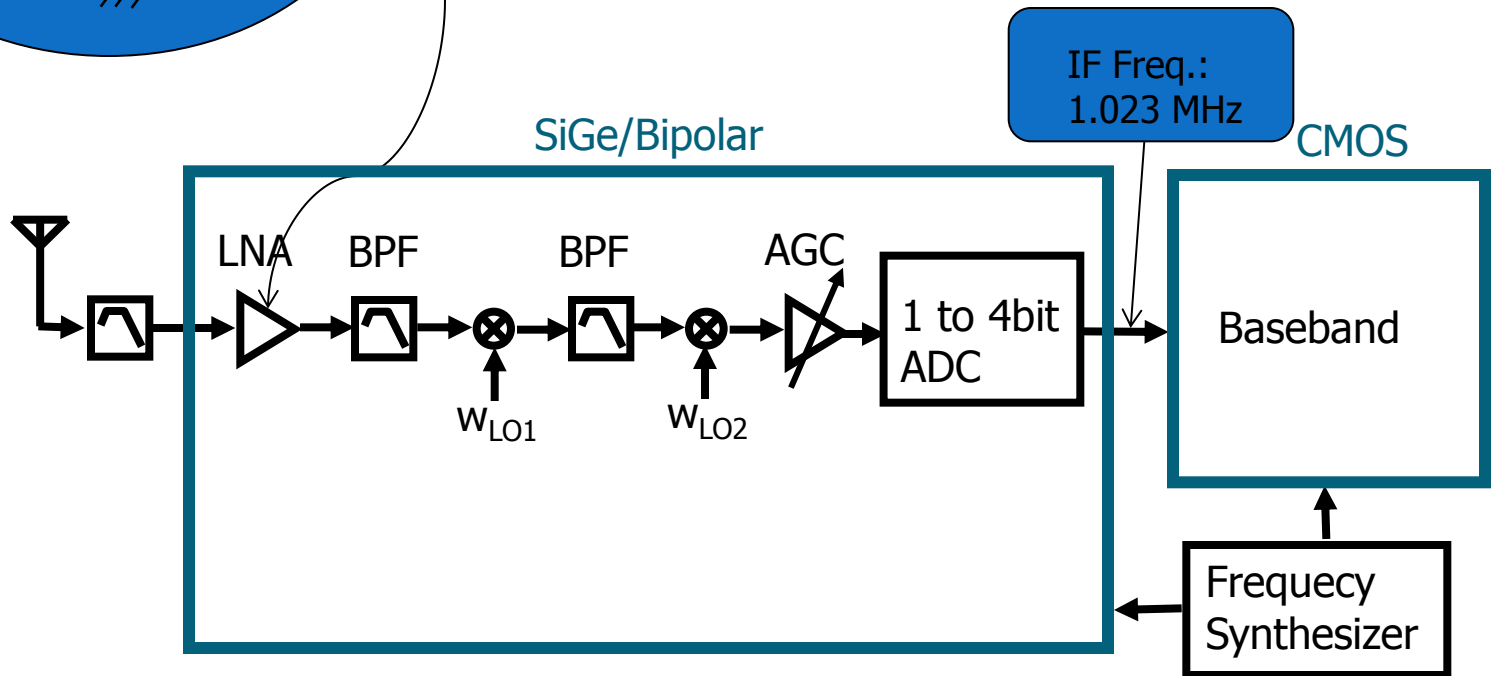 IF Freq.:
1.023 MHz
SiGe/Bipolar
CMOS
LNA
BPF
BPF
AGC
1 to 4bit
ADC
Baseband
wLO1
wLO2
Frequecy
Synthesizer